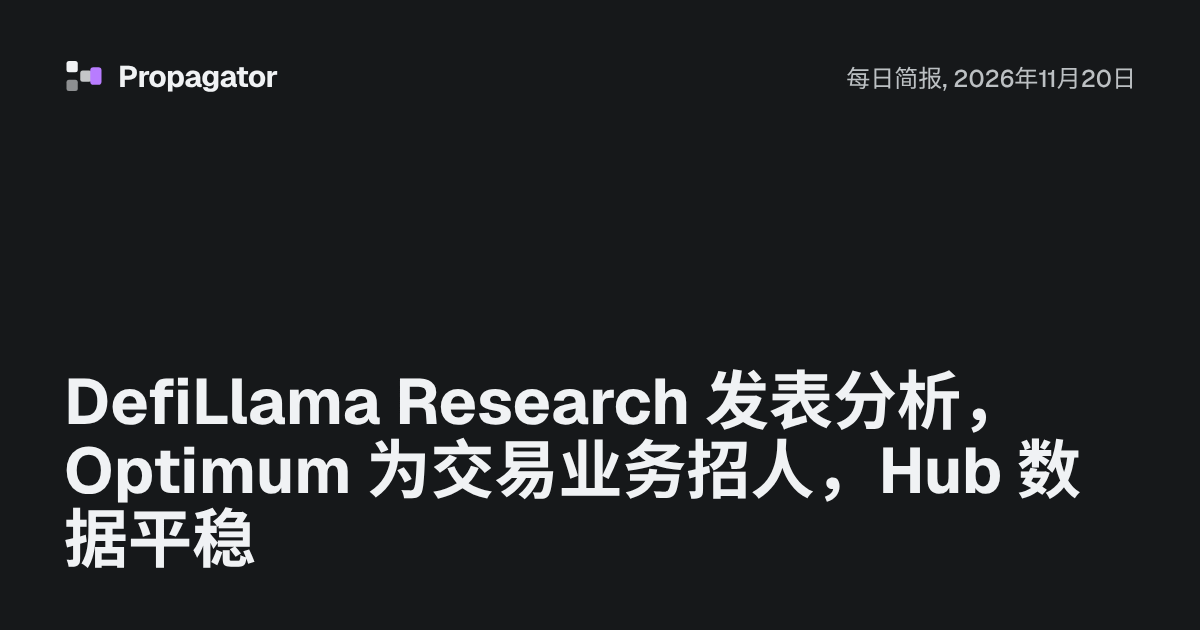 Propagator
每日简报, 2026年11月20日
DefiLlama Research 发表分析，
Optimum 为交易业务招人，Hub 数
据平稳